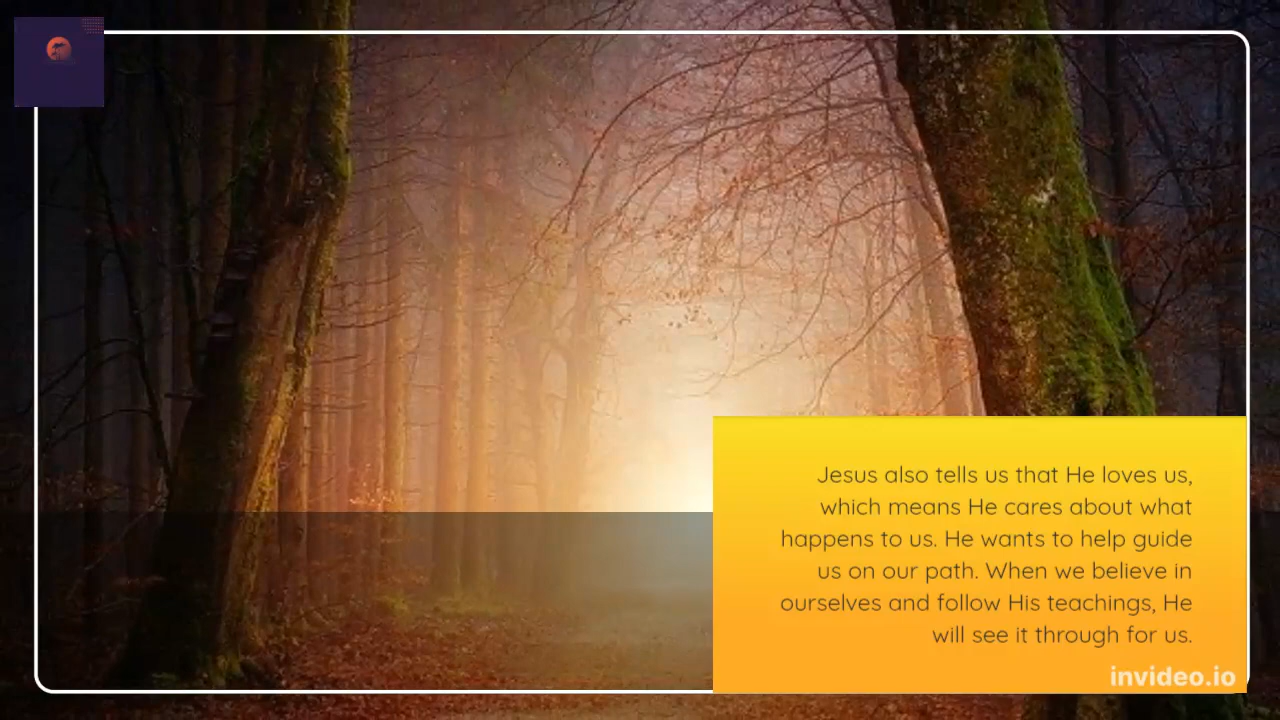 Jesus also tells us that He loves us,
which means He cares about what
happens to us. He wants to help guide
us on our path. When we believe in
ourselves and follow His teachings, He
will see it through for us.
invideo.io